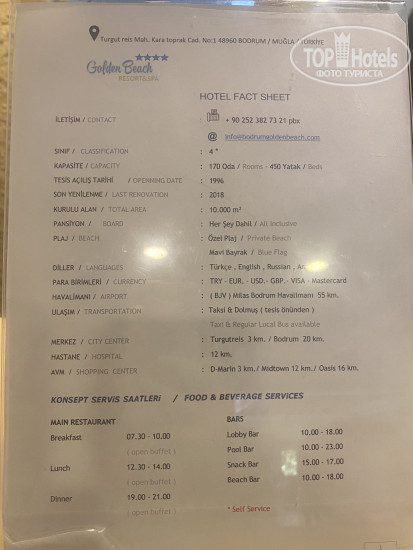 Turgut reis Mah. Kara toprak Cad. No:1 48960 BODRUM / MUĞLA / TÜRKİYE
TOP Hotels
ФОТО ТУРИСТА
Golden Beach
RESORT&SPA
HOTEL FACT SHEET
İLETİŞİM / CONTACT : + 90 252 382 73 21 pbx
@ info@bodrumgoldenbeach.com
SINIF / CLASSIFICATION : 4 *
KAPASİTE / CAPACITY : 170 Oda / Rooms - 450 Yatak / Beds
TESİS AÇILIŞ TARİHİ / OPENNING DATE : 1996
SON YENİLENME / LAST RENOVATION : 2018
KURULU ALAN / TOTAL AREA : 10.000 m²
PANSİYON / BOARD : Her Şey Dahil / All Inclusive
PLAJ / BEACH : Özel Plaj / Private Beach
Mavi Bayrak / Blue Flag
DİLLER / LANGUAGES : Türkçe , English , Russian ,
PARA BİRİMLERİ / CURRENCY : TRY - EUR. - USD.- GBP. - VISA - Mastercard
HAVALİMANI / AIRPORT : ( BJV ) Milas Bodrum Havalimanı 55 km.
ULAŞIM / TRANSPORTATION : Taksi & Dolmuş ( tesis önünden )
Taxi & Regular Local Bus available
MERKEZ / CITY CENTER : Turgutreis 3 km. / Bodrum 20 km.
HASTANE / HOSPITAL : 12 km.
AVM / SHOPPING CENTER : D-Marin 3 km./ Midtown 12 km./ Oasis 16 km.
KONSEPT SERVIS SAATLERİ / FOOD & BEVERAGE SERVICES
MAIN RESTAURANT
BARS
Breakfast 07.30 - 10.00
( open buffet )
Lobby Bar 10.00 - 18.00
Pool Bar 10.00 - 23.00
Lunch 12.30 - 14.00
( open buffet )
Snack Bar 15.00 - 17.00
Beach Bar 10.00 - 18.00
Dinner 19.00 - 21.00
( open buffet )
* Self Service